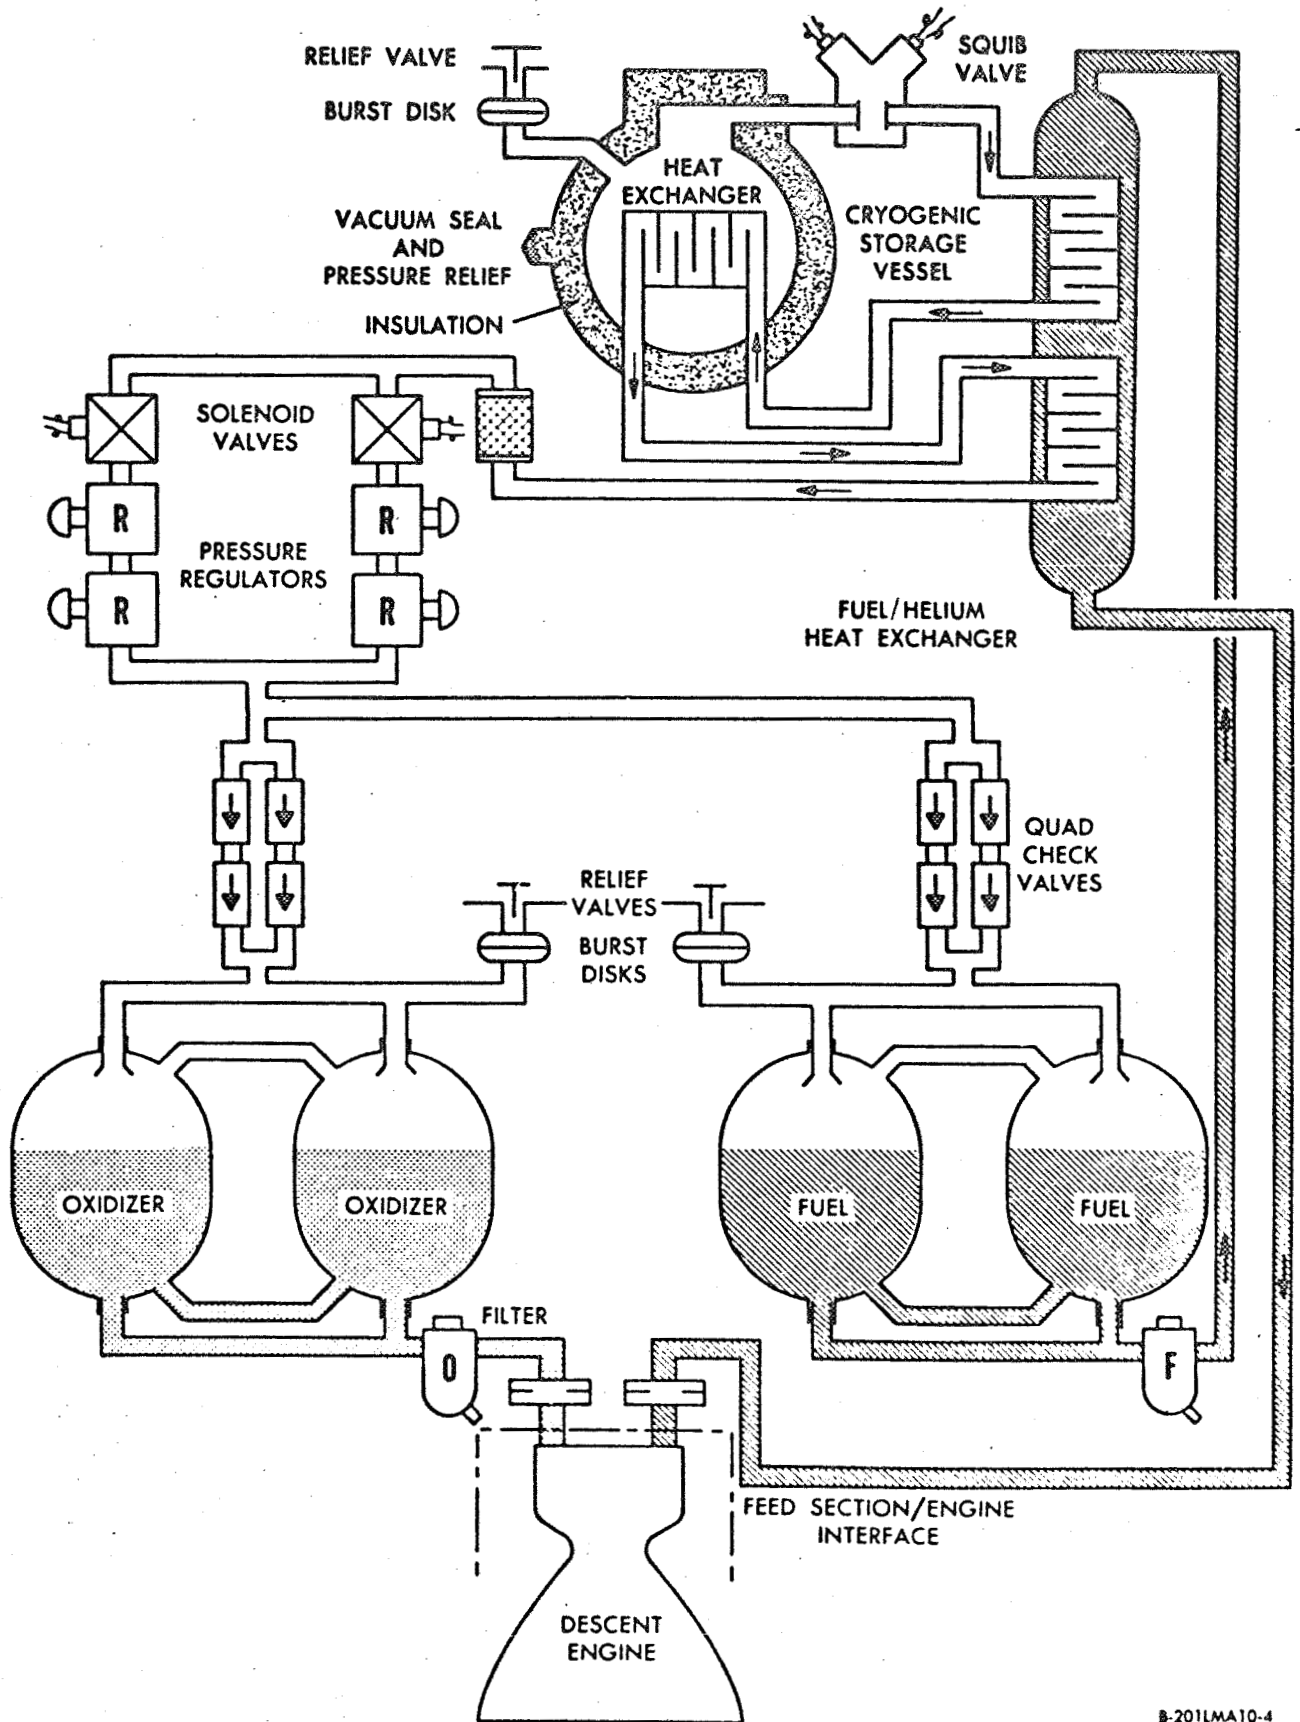 RELIEF VALVE
BURST DISK
SQUIB
VALVE
HEAT
EXCHANGER
VACUUM SEAL
AND
PRESSURE RELIEF
CRYOGENIC
STORAGE
VESSEL
INSULATION
SOLENOID
VALVES
R
R
PRESSURE
REGULATORS
R
R
FUEL/HELIUM
HEAT EXCHANGER
QUAD
CHECK
VALVES
RELIEF
VALVES
BURST
DISKS
OXIDIZER
OXIDIZER
FUEL
FUEL
FILTER
O
F
FEED SECTION/ENGINE
INTERFACE
DESCENT
ENGINE
B-201LMA10-4